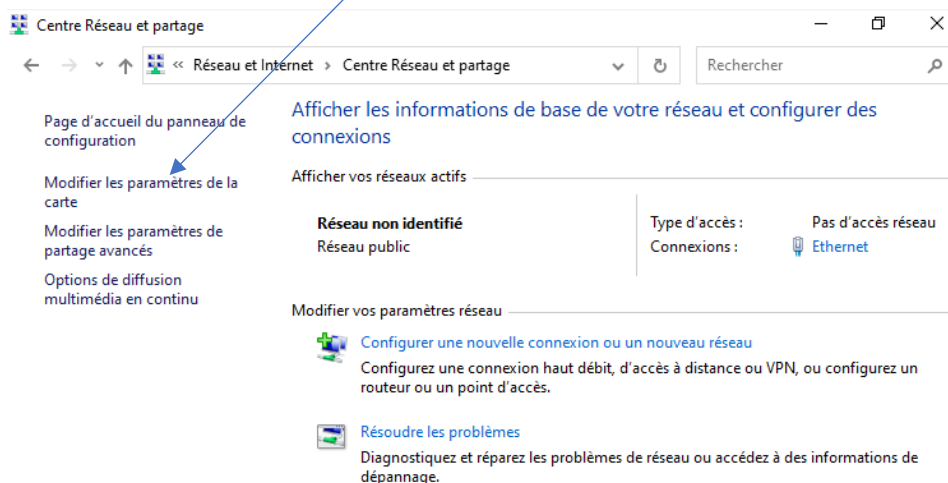 Centre Réseau et partage
« Réseau et Internet › Centre Réseau et partage
Rechercher
Page d'accueil du panneau de
configuration
Modifier les paramètres de la
carte
Modifier les paramètres de
partage avancés
Options de diffusion
multimédia en continu
Afficher les informations de base de votre réseau et configurer des
connexions
Afficher vos réseaux actifs
Réseau non identifié
Réseau public
Type d'accès : Pas d'accès réseau
Connexions : Ethernet
Modifier vos paramètres réseau
Configurer une nouvelle connexion ou un nouveau réseau
Configurez une connexion haut débit, d'accès à distance ou VPN, ou configurez un
routeur ou un point d'accès.
Résoudre les problèmes
Diagnostiquez et réparez les problèmes de réseau ou accédez à des informations de
dépannage.